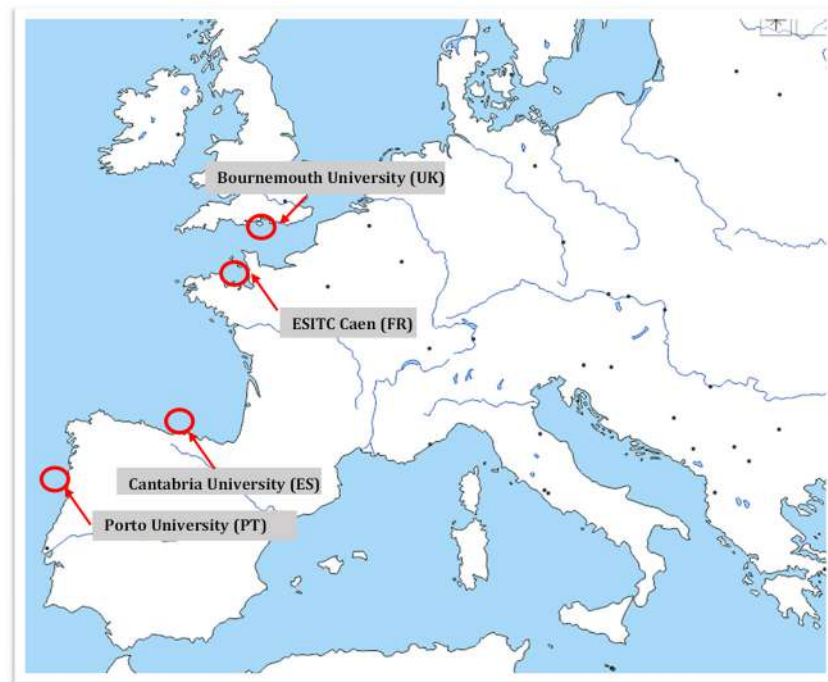 Bournemouth University (UK)
ESITC Caen (FR)
Cantabria University (ES)
Porto University (PT)